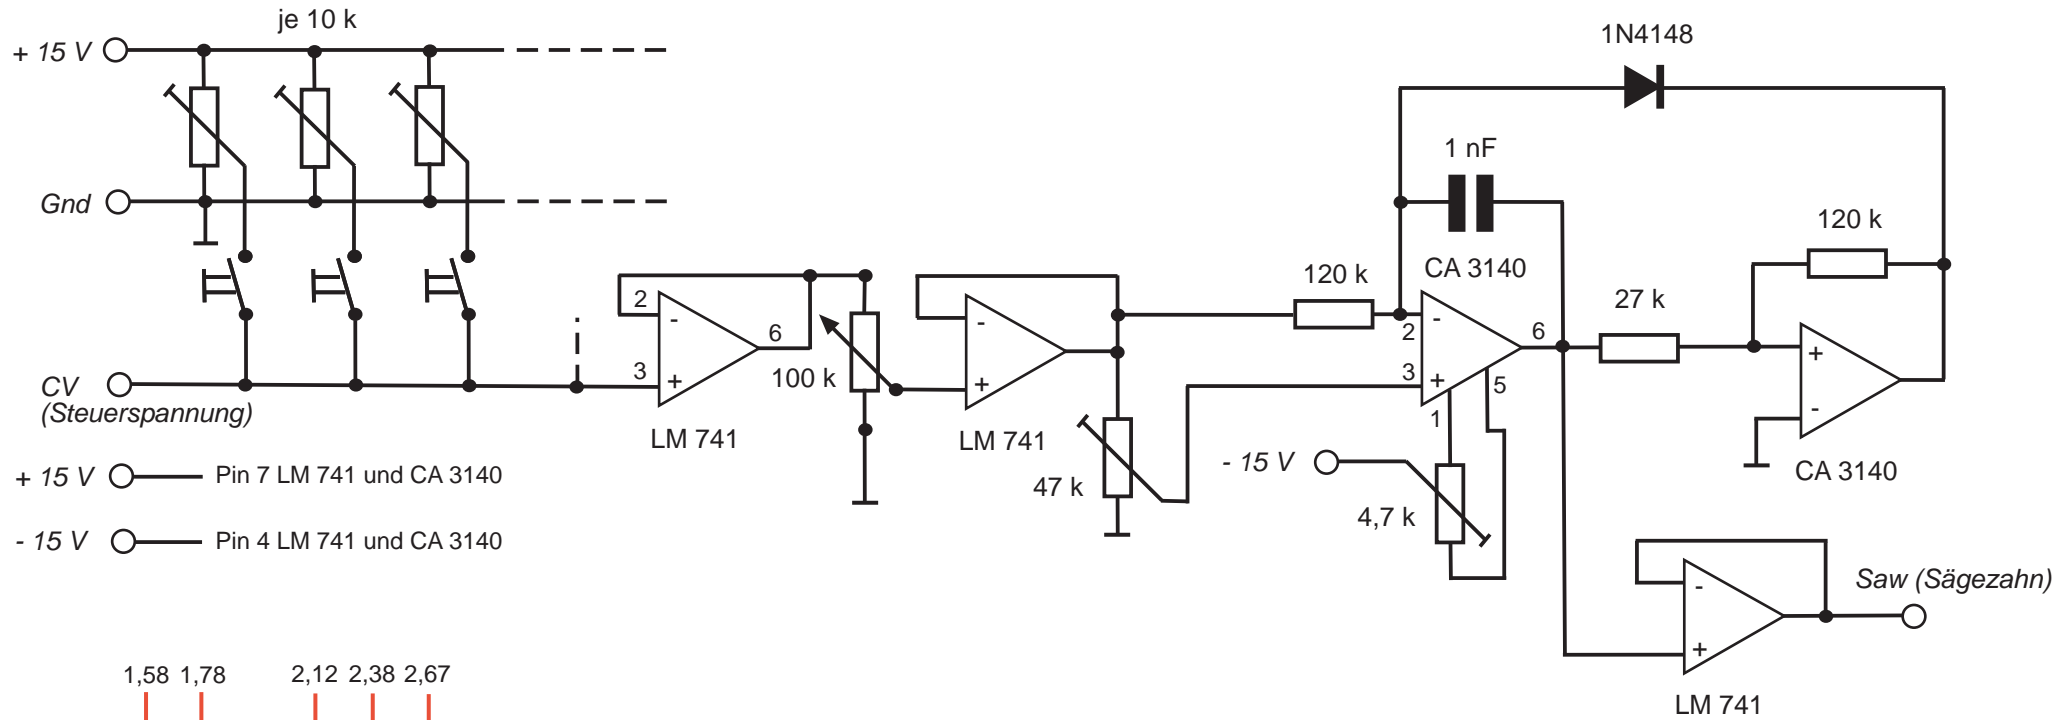 je 10 k
+ 15 V
1N4148
Gnd
1 nF
120 k
CA 3140
120 k
27 k
2
-
6
3
+
100 k
LM 741
-
+
LM 741
47 k
2
-
6
3
+
1
5
- 15 V
4,7 k
+
-
CA 3140
CV
(Steuerspannung)
+ 15 V
Pin 7 LM 741 und CA 3140
- 15 V
Pin 4 LM 741 und CA 3140
-
+
Saw (Sägezahn)
LM 741
1,58 1,78 2,12 2,38 2,67